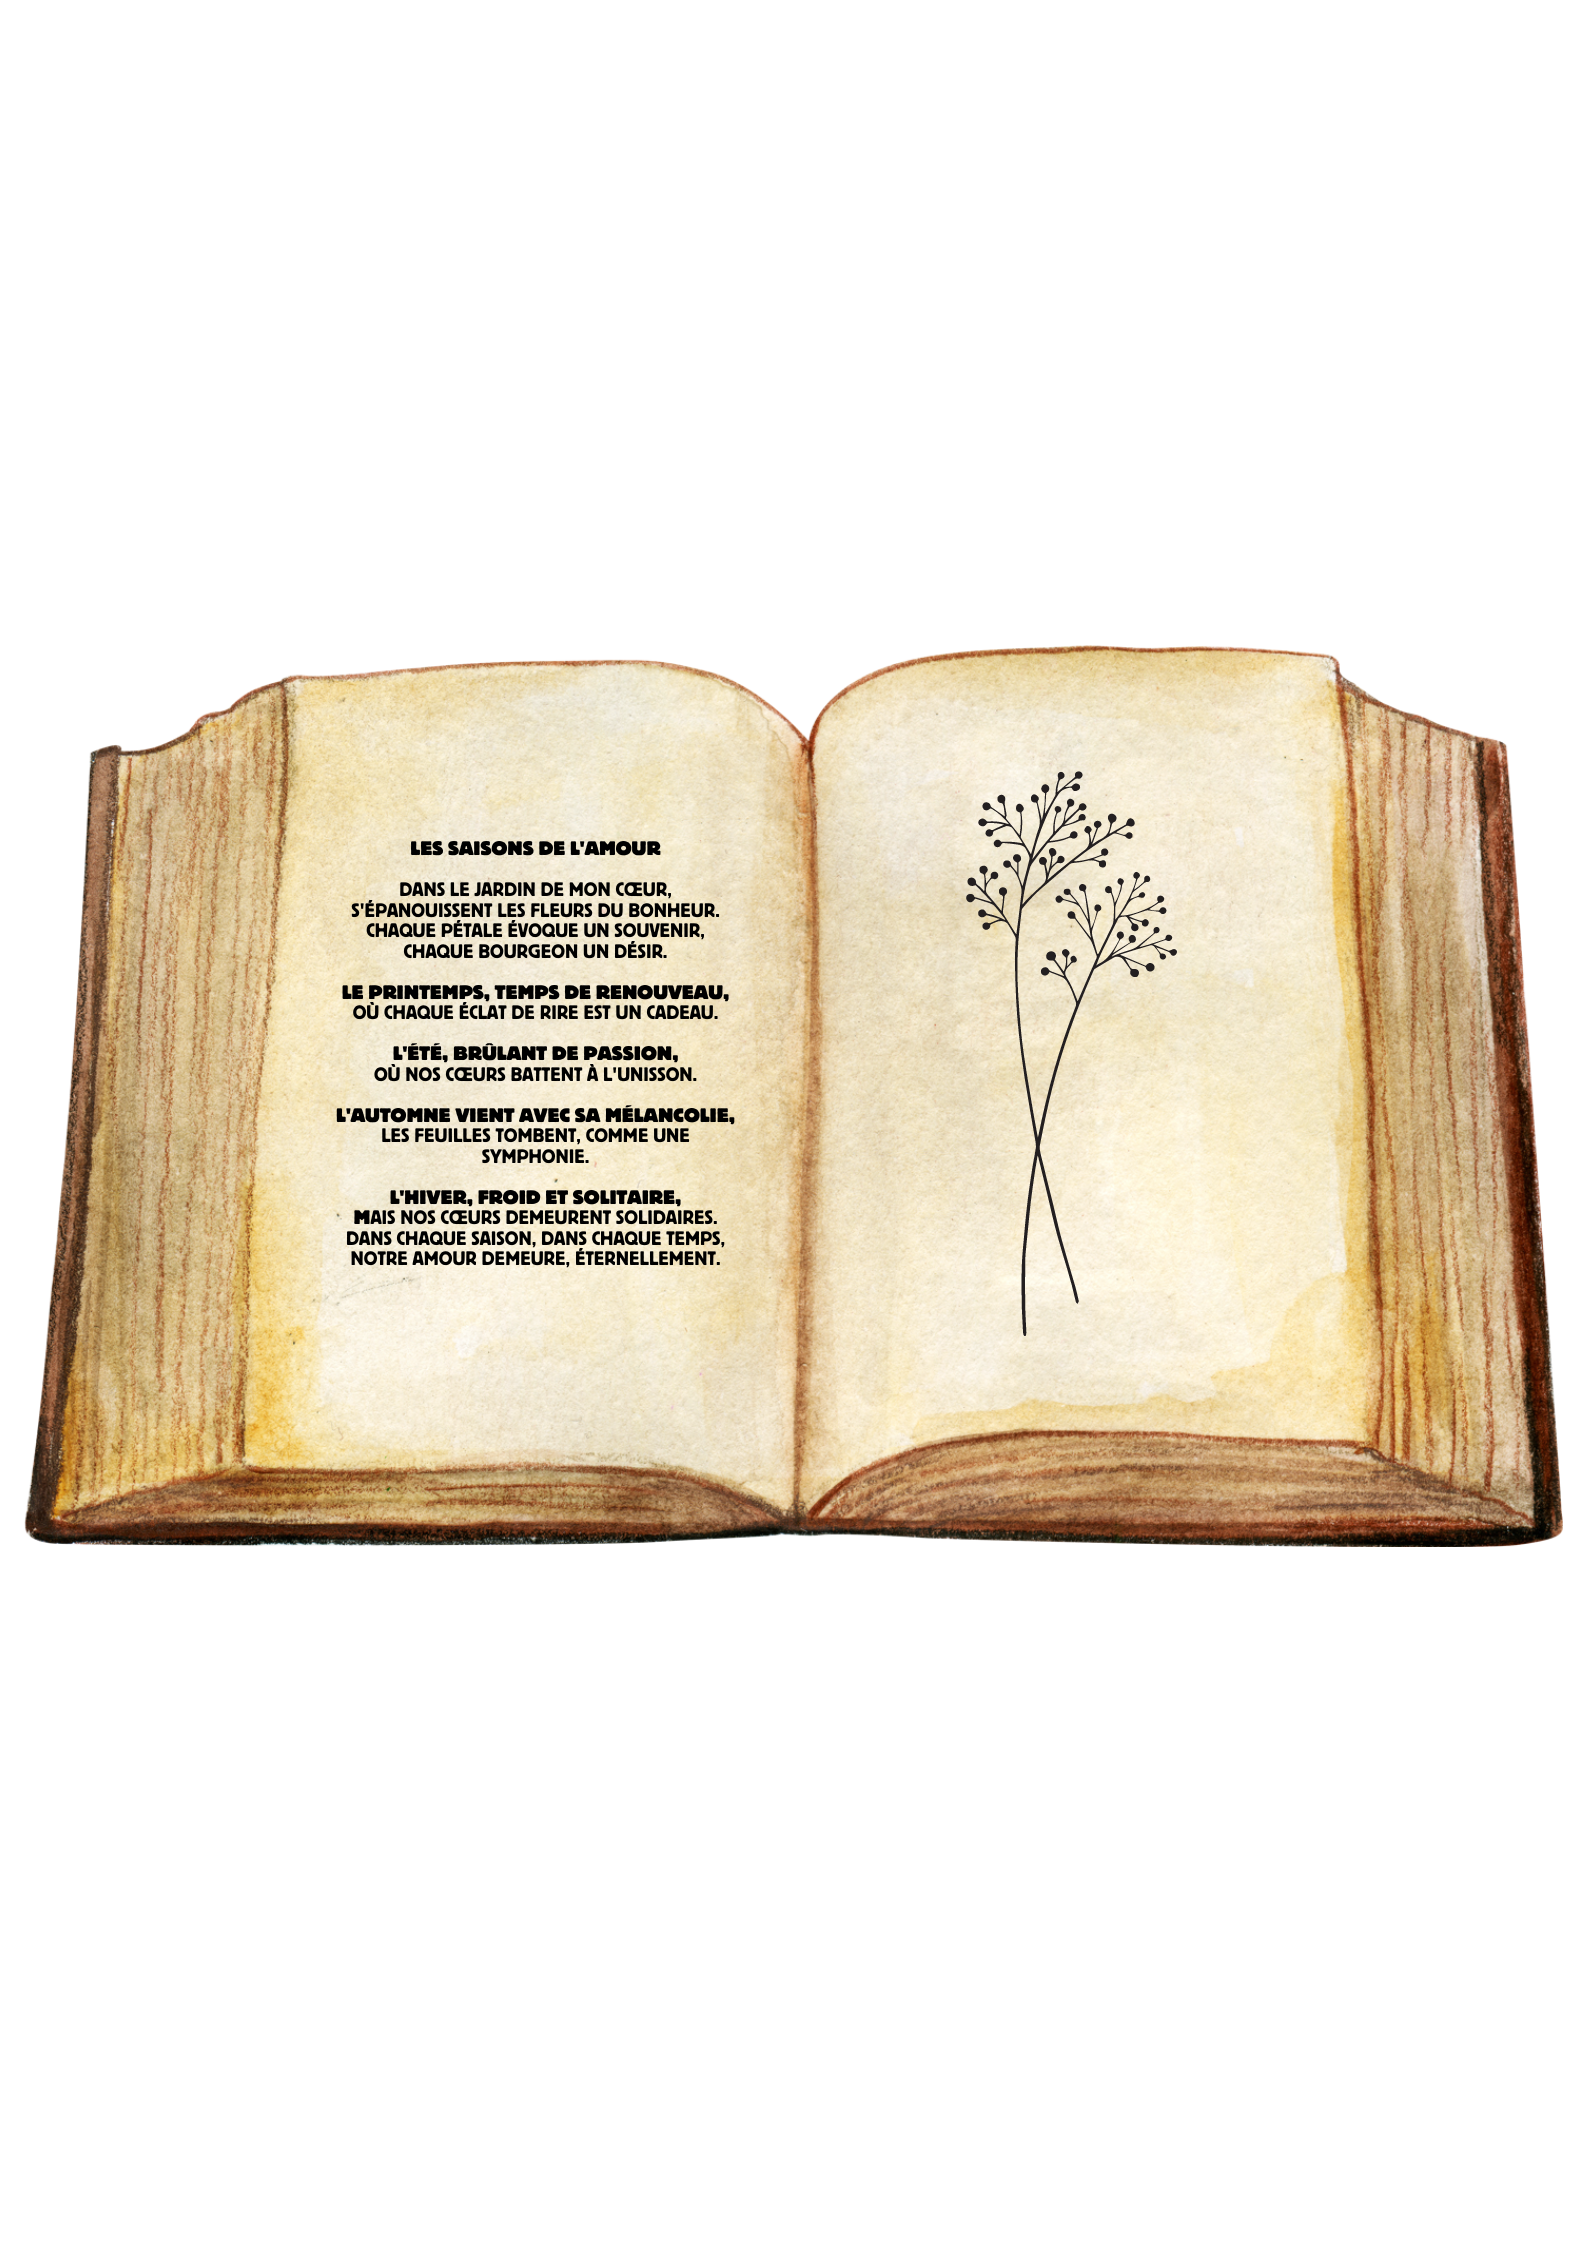 LES SAISONS DE L'AMOUR
DANS LE JARDIN DE MON CŒUR,
S'ÉPANOUISSENT LES FLEURS DU BONHEUR.
CHAQUE PÉTALE ÉVOQUE UN SOUVENIR,
CHAQUE BOURGEON UN DÉSIR.
LE PRINTEMPS, TEMPS DE RENOUVEAU,
OÙ CHAQUE ÉCLAT DE RIRE EST UN CADEAU.
L'ÉTÉ, BRÛLANT DE PASSION,
OÙ NOS CŒURS BATTENT À L'UNISSON.
L'AUTOMNE VIENT AVEC SA MÉLANCOLIE,
LES FEUILLES TOMBENT, COMME UNE
SYMPHONIE.
L'HIVER, FROID ET SOLITAIRE,
MAIS NOS CŒURS DEMEURENT SOLIDAIRES.
DANS CHAQUE SAISON, DANS CHAQUE TEMPS,
NOTRE AMOUR DEMEURE, ÉTERNELLEMENT.